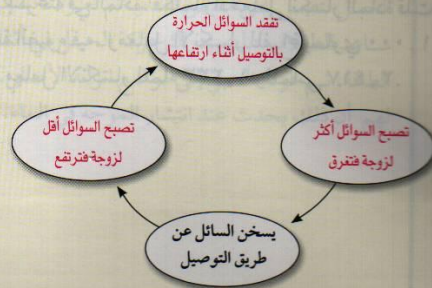 تفقد السوائل الحرارة
بالتوصيل أثناء ارتفاعها
تصبح السوائل أكثر
لزوجة فتغرق
يسخن السائل عن
طريق التوصيل
تصبح السوائل أقل
لزوجة فترتفع